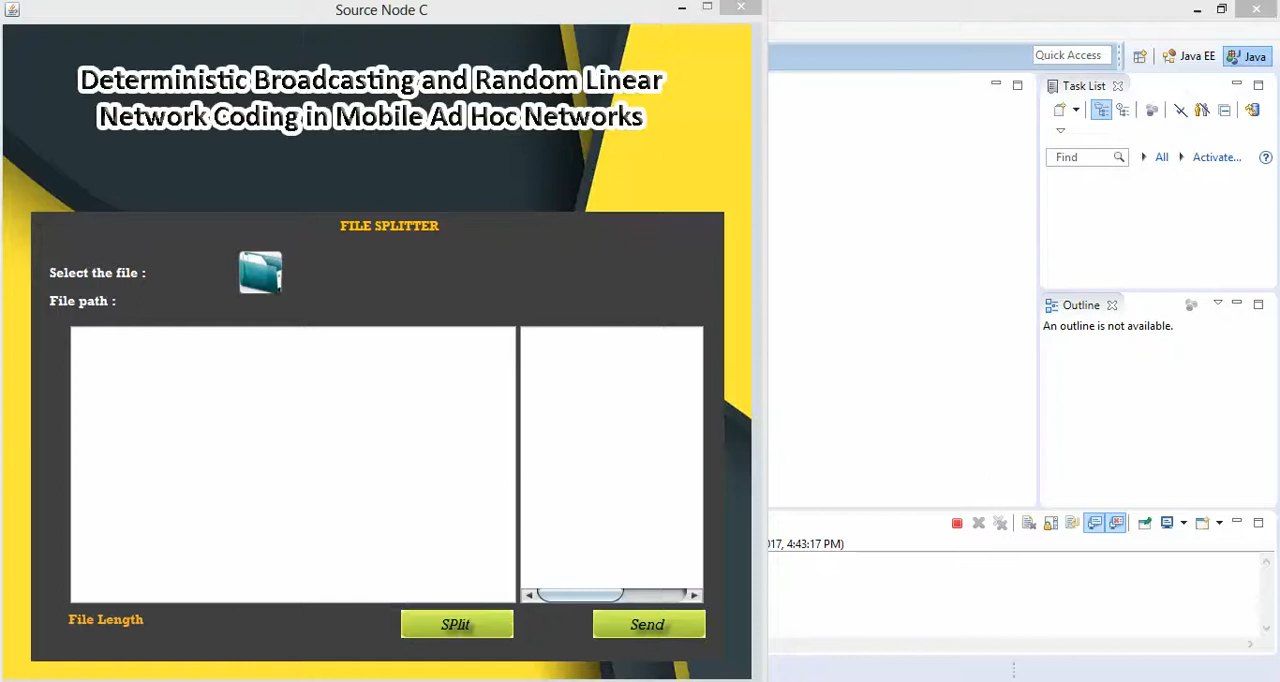 Source Node C
Deterministic Broadcasting and Random Linear
Network Coding in Mobile Ad Hoc Networks
FILE SPLITTER
Select the file :
File path :
File Length
SPlit
Send
Quick Access
Java EE
Java
Task List
Find
All
Activate...
Outline
An outline is not available.
017, 4:43:17 PM)